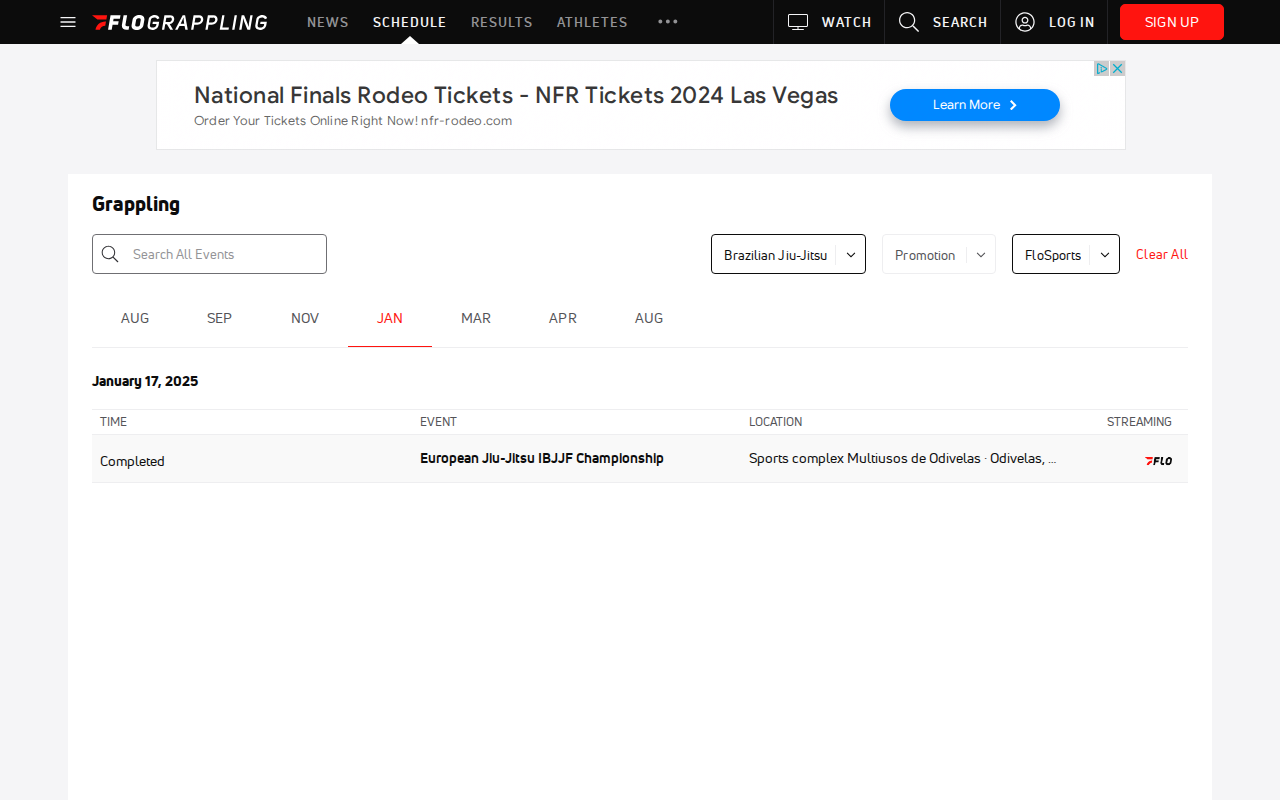 FLOGRAPPLING NEWS SCHEDULE RESULTS ATHLETES ••• WATCH SEARCH LOG IN SIGN UP
National Finals Rodeo Tickets - NFR Tickets 2024 Las Vegas
Order Your Tickets Online Right Now! nfr-rodeo.com
Learn More
Grappling
Search All Events
Brazilian Jiu-Jitsu Promotion FloSports Clear All
AUG SEP NOV JAN MAR APR AUG
January 17, 2025
TIME EVENT LOCATION STREAMING
Completed European Jiu-Jitsu IBJJF Championship Sports complex Multiusos de Odivelas · Odivelas, ... FLO